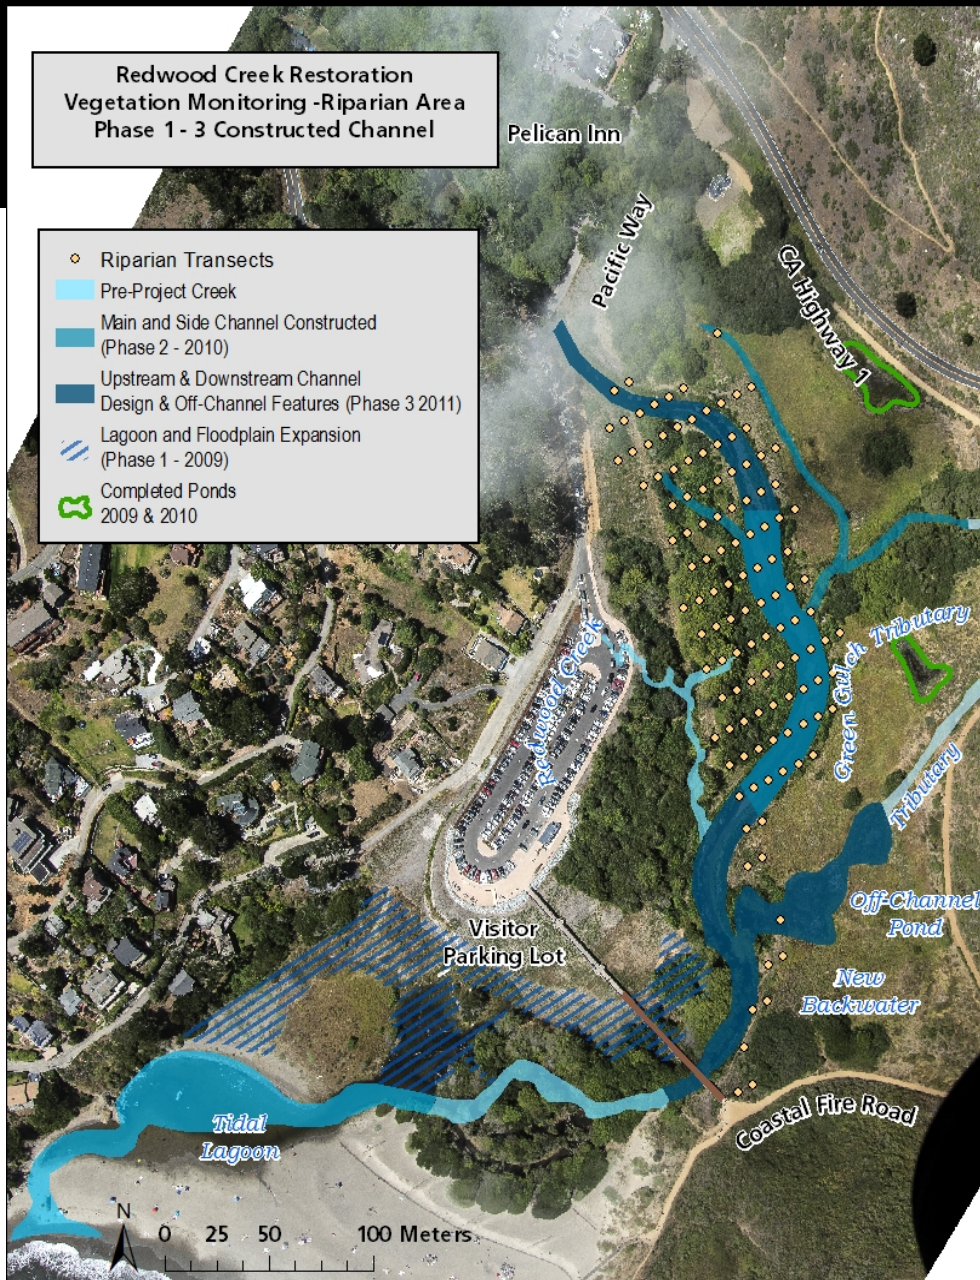 Redwood Creek Restoration
Vegetation Monitoring -Riparian Area
Phase 1 - 3 Constructed Channel
Pelican Inn
Pacific Way
CA Highway 1
Riparian Transects
Pre-Project Creek
Main and Side Channel Constructed
(Phase 2 - 2010)
Upstream & Downstream Channel
Design & Off-Channel Features (Phase 3 2011)
Lagoon and Floodplain Expansion
(Phase 1 - 2009)
Completed Ponds
2009 & 2010
Redwood Creek
Green Gulch Tributary
Tributary
Off-Channel
Pond
New
Backwater
Visitor
Parking Lot
Coastal Fire Road
Tidal
Lagoon
N
0 25 50 100 Meters